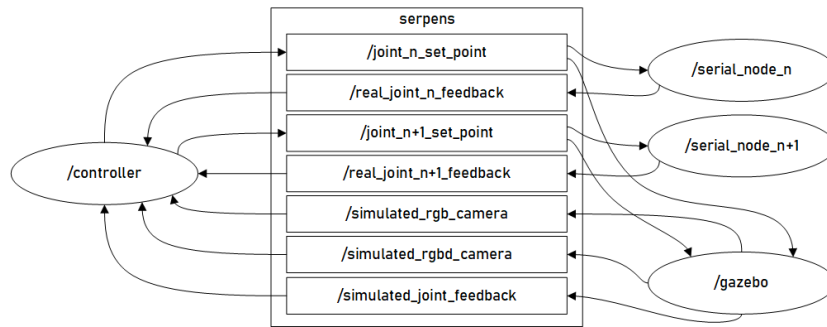 serpens
/joint_n_set_point
/serial_node_n
/real_joint_n_feedback
/joint_n+1_set_point
/serial_node_n+1
/controller
/real_joint_n+1_feedback
/simulated_rgb_camera
/simulated_rgbd_camera
/gazebo
/simulated_joint_feedback